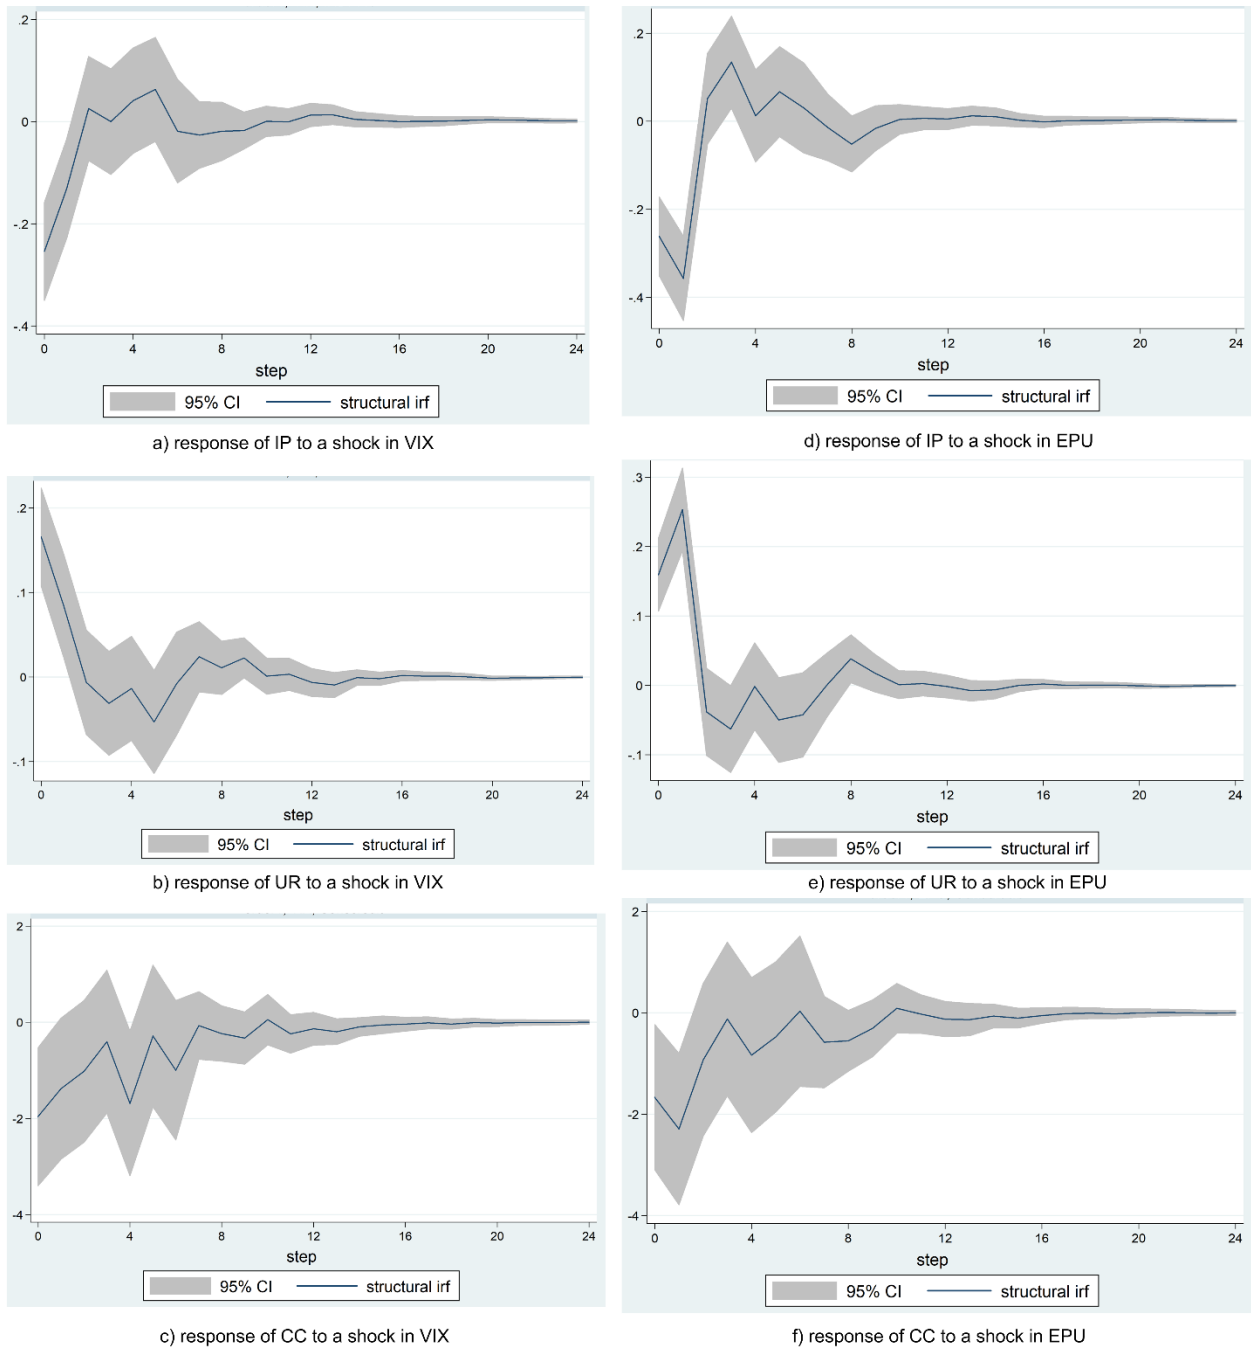 .2
0
-.2
-.4
0 4 8 12 16 20 24
step
95% CI structural irf
a) response of IP to a shock in VIX
.2
0
-.2
-.4
0 4 8 12 16 20 24
step
95% CI structural irf
d) response of IP to a shock in EPU
.2
.1
0
-.1
0 4 8 12 16 20 24
step
95% CI structural irf
b) response of UR to a shock in VIX
.3
.2
.1
0
-.1
0 4 8 12 16 20 24
step
95% CI structural irf
e) response of UR to a shock in EPU
2
0
-2
-4
0 4 8 12 16 20 24
step
95% CI structural irf
c) response of CC to a shock in VIX
2
0
-2
-4
0 4 8 12 16 20 24
step
95% CI structural irf
f) response of CC to a shock in EPU